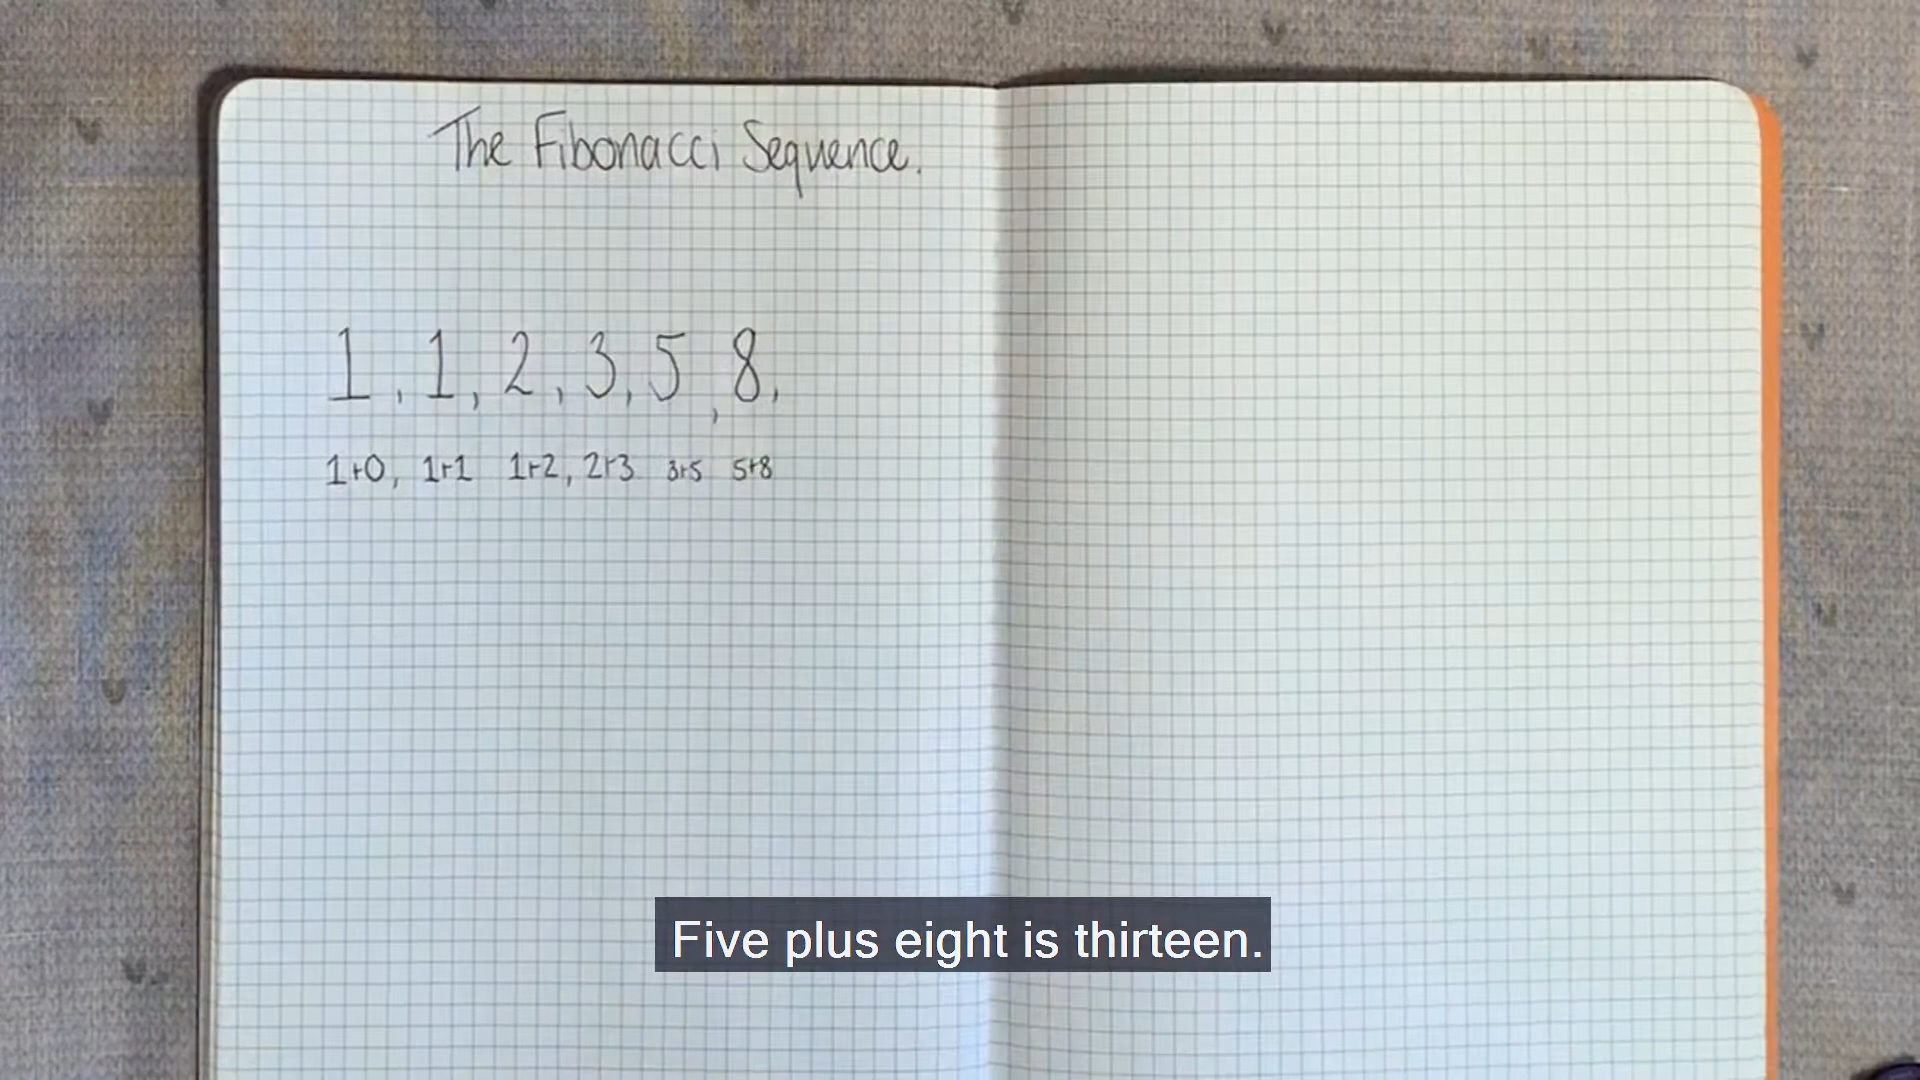 The Fibonacci Sequence.
1, 1, 2, 3, 5, 8,
1+0, 1+1 1+2, 2+3 3+5 5+8
Five plus eight is thirteen.